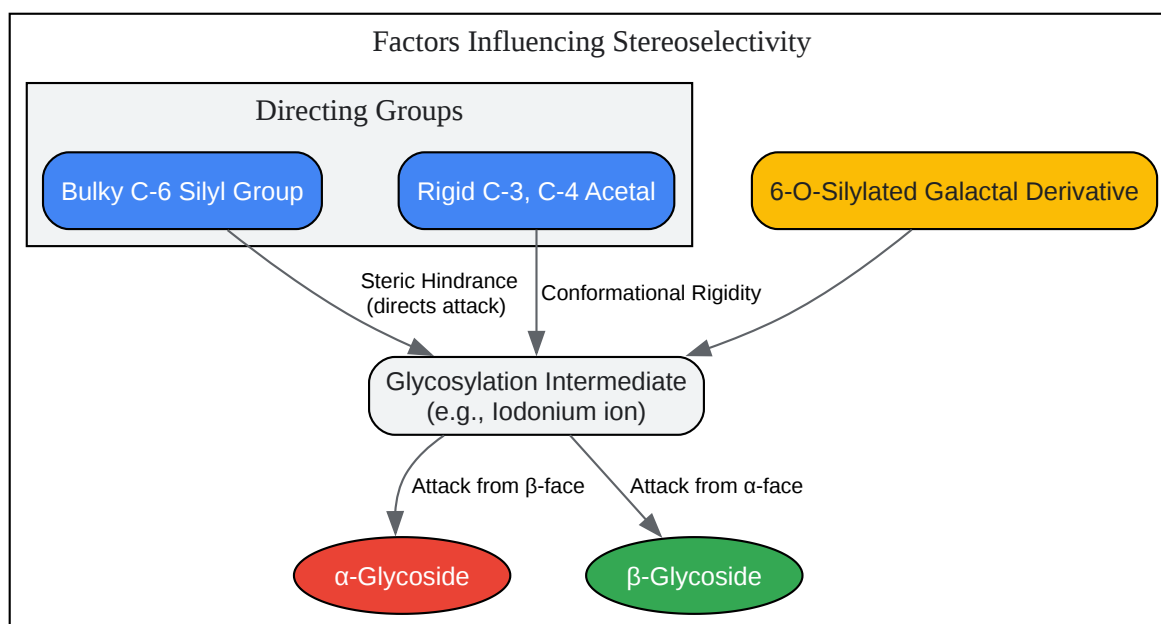 Factors Influencing Stereoselectivity
Directing Groups
Bulky C-6 Silyl Group
Rigid C-3, C-4 Acetal
6-O-Silylated Galactal Derivative
Steric Hindrance
(directs attack)
Conformational Rigidity
Glycosylation Intermediate
(e.g., Iodonium ion)
Attack from β-face
Attack from α-face
α-Glycoside
β-Glycoside